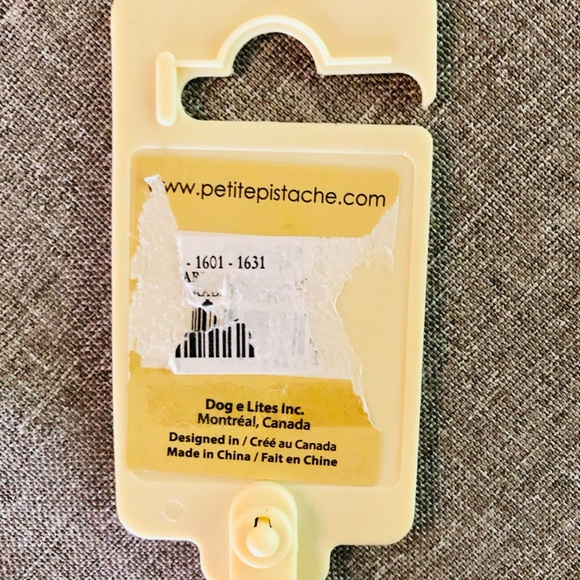 www.petitepistache.com
- 1601 - 1631
Dog e Lites Inc.
Montréal, Canada
Designed in / Créé au Canada
Made in China / Fait en Chine